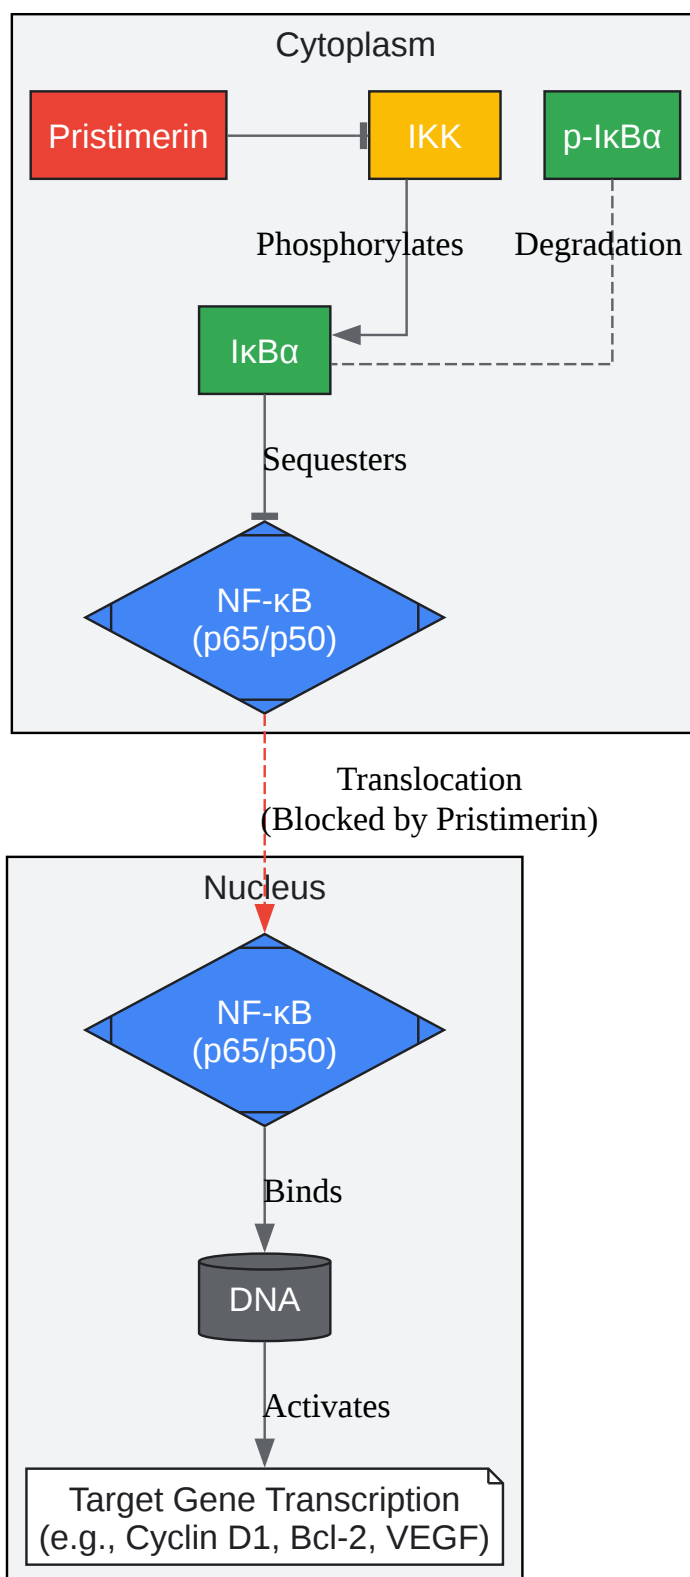 Cytoplasm
Pristimerin
IKK
p-IκBα
Phosphorylates
Degradation
IκBα
Sequesters
NF-κB
(p65/p50)
Translocation
(Blocked by Pristimerin)
Nucleus
NF-κB
(p65/p50)
Binds
DNA
Activates
Target Gene Transcription
(e.g., Cyclin D1, Bcl-2, VEGF)